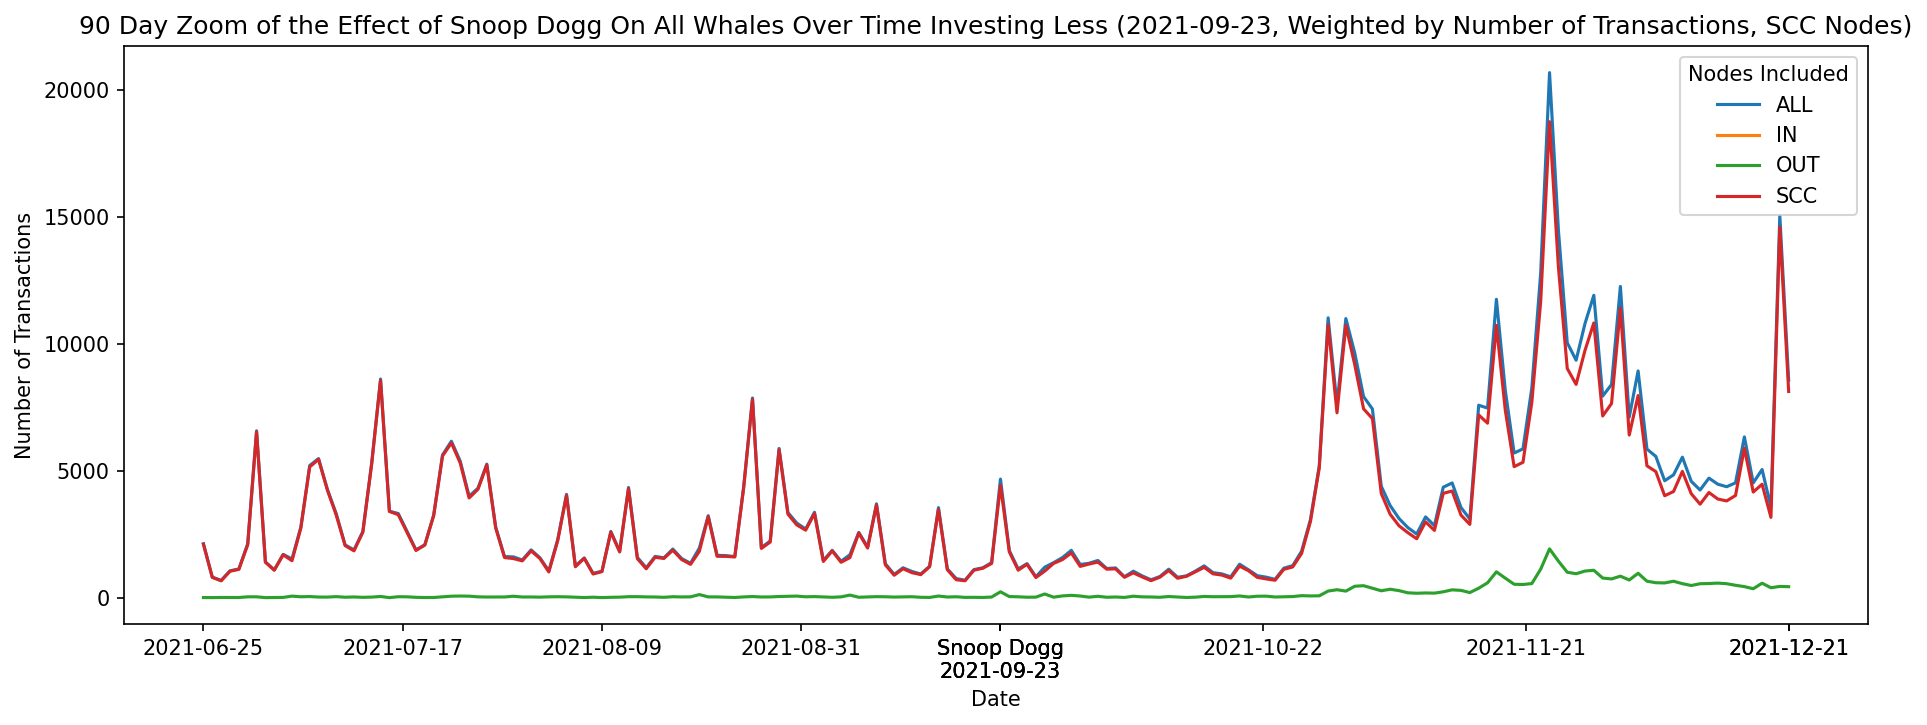 90 Day Zoom of the Effect of Snoop Dogg On All Whales Over Time Investing Less (2021-09-23, Weighted by Number of Transactions, SCC Nodes)
Nodes Included
ALL
IN
OUT
SCC
Number of Transactions
20000
15000
10000
5000
0
2021-06-25
2021-07-17
2021-08-09
2021-08-31
Snoop Dogg
2021-09-23
2021-10-22
2021-11-21
2021-12-21
Date